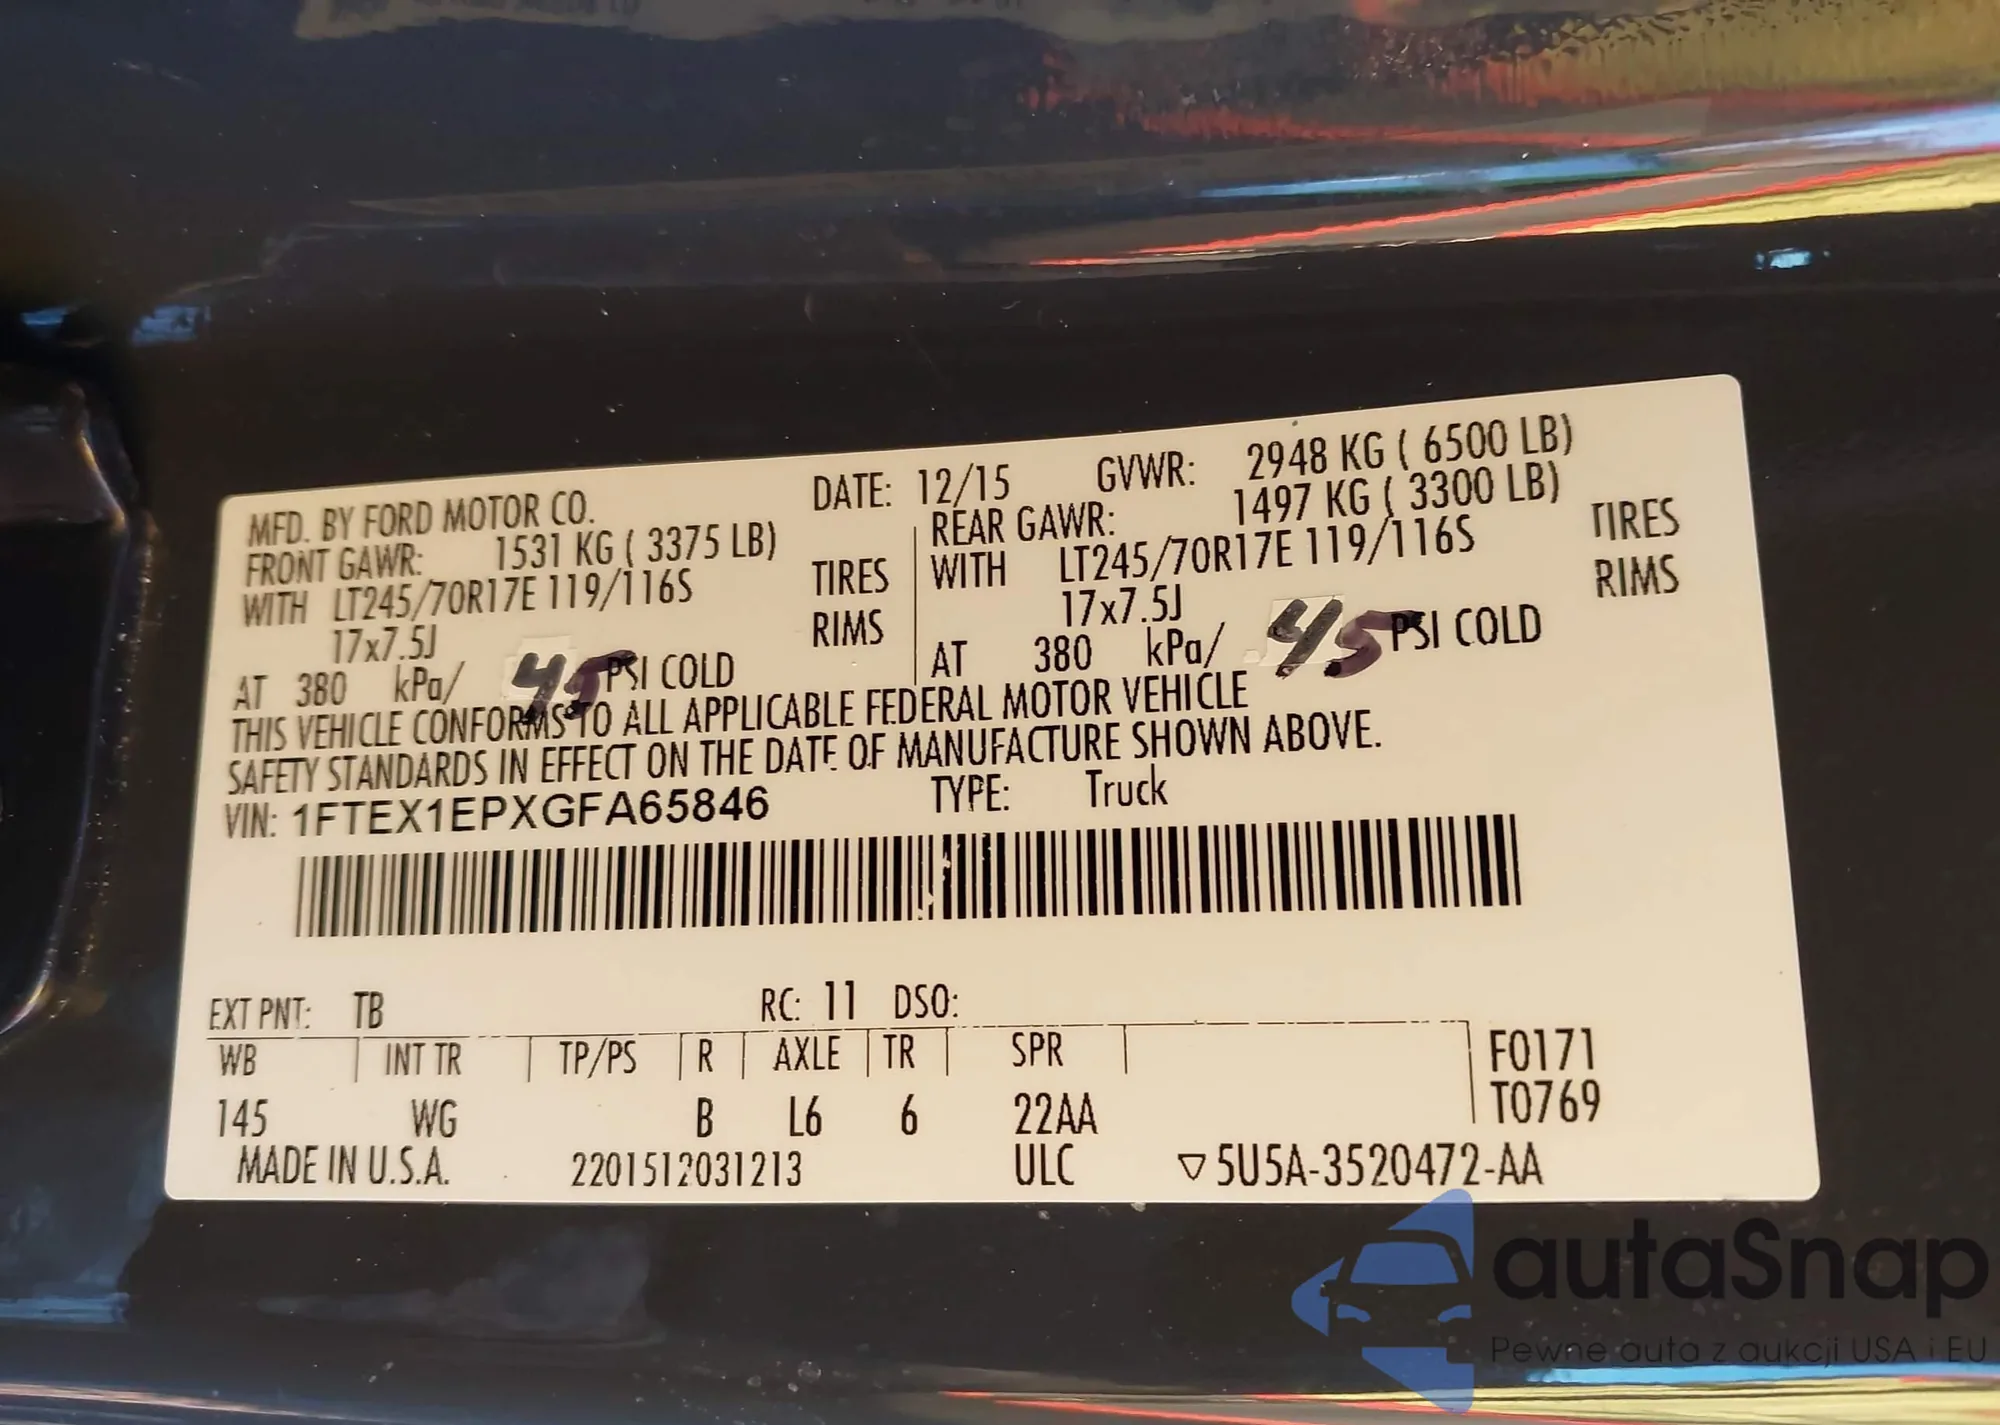 MFD. BY FORD MOTOR CO. DATE: 12/15 GVWR: 2948 KG ( 6500 LB)
FRONT GAWR: 1531 KG ( 3375 LB) REAR GAWR: 1497 KG ( 3300 LB)
WITH LT245/70R17E 119/116S TIRES WITH LT245/70R17E 119/116S TIRES
17x7.5J RIMS 17x7.5J RIMS
AT 380 kPa/ 45 PSI COLD AT 380 kPa/ 45 PSI COLD
THIS VEHICLE CONFORMS TO ALL APPLICABLE FEDERAL MOTOR VEHICLE
SAFETY STANDARDS IN EFFECT ON THE DATE OF MANUFACTURE SHOWN ABOVE.
VIN: 1FTEX1EPXGFA65846 TYPE: Truck
EXT PNT: TB RC: 11 DSO:
WB INT TR TP/PS R AXLE TR SPR F0171
145 WG B L6 6 22AA T0769
MADE IN U.S.A. 2201512031213 ULC ▽ 5U5A-3520472-AA
autaSnap
Pewne auta z aukcji USA i EU